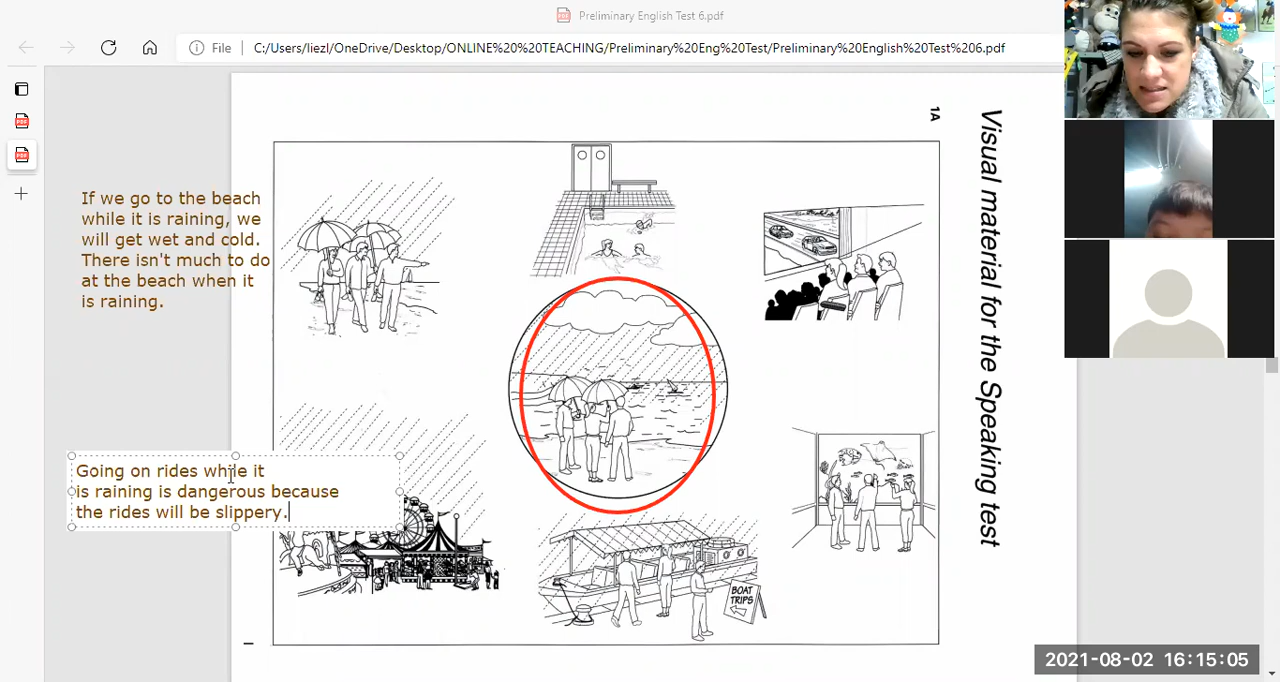 Preliminary English Test 6.pdf
File
C:/Users/liezl/OneDrive/Desktop/ONLINE%20%20TEACHING/Preliminary%20Eng%20Test/Preliminary%20English%20Test%206.pdf
1A
Visual material for the Speaking test
If we go to the beach
while it is raining, we
will get wet and cold.
There isn't much to do
at the beach when it
is raining.
Going on rides while it
is raining is dangerous because
the rides will be slippery.
BOAT
TRIPS
2021-08-02 16:15:05